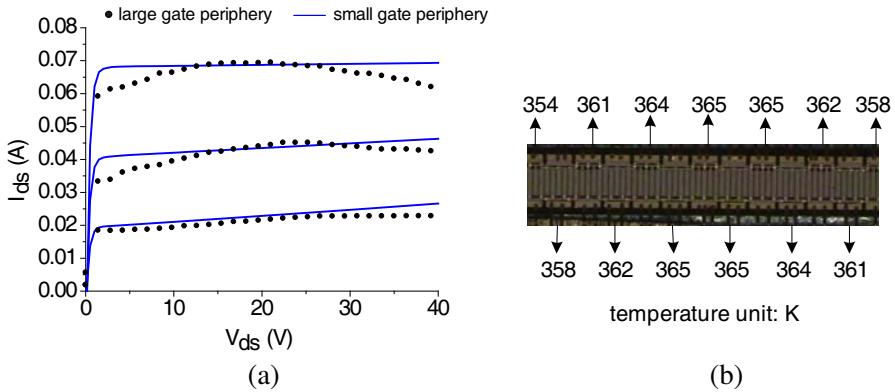 large gate periphery
small gate periphery
0.08
0.07
0.06
0.05
0.04
0.03
0.02
0.01
0.00
Ids (A)
0 10 20 30 40
Vds (V)
(a)
354 361 364 365 365 362 358
358 362 365 365 364 361
temperature unit: K
(b)